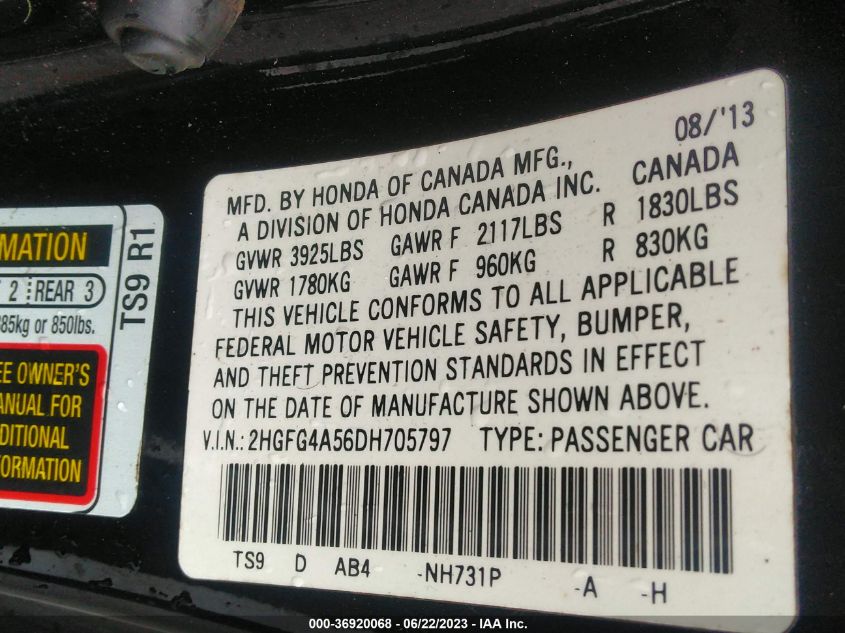 08/'13
MFD. BY HONDA OF CANADA MFG., CANADA
A DIVISION OF HONDA CANADA INC.
GVWR 3925LBS GAWR F 2117LBS R 1830LBS
GVWR 1780KG GAWR F 960KG R 830KG
THIS VEHICLE CONFORMS TO ALL APPLICABLE
FEDERAL MOTOR VEHICLE SAFETY, BUMPER,
AND THEFT PREVENTION STANDARDS IN EFFECT
ON THE DATE OF MANUFACTURE SHOWN ABOVE.
V.I.N.: 2HGFG4A56DH705797 TYPE: PASSENGER CAR
TS9 D AB4 -NH731P -A -H
MATION
2 REAR 3
85kg or 850lbs.
EE OWNER'S
ANUAL FOR
DITIONAL
FORMATION
TS9 R1
000-36920068 - 06/22/2023 - IAA Inc.